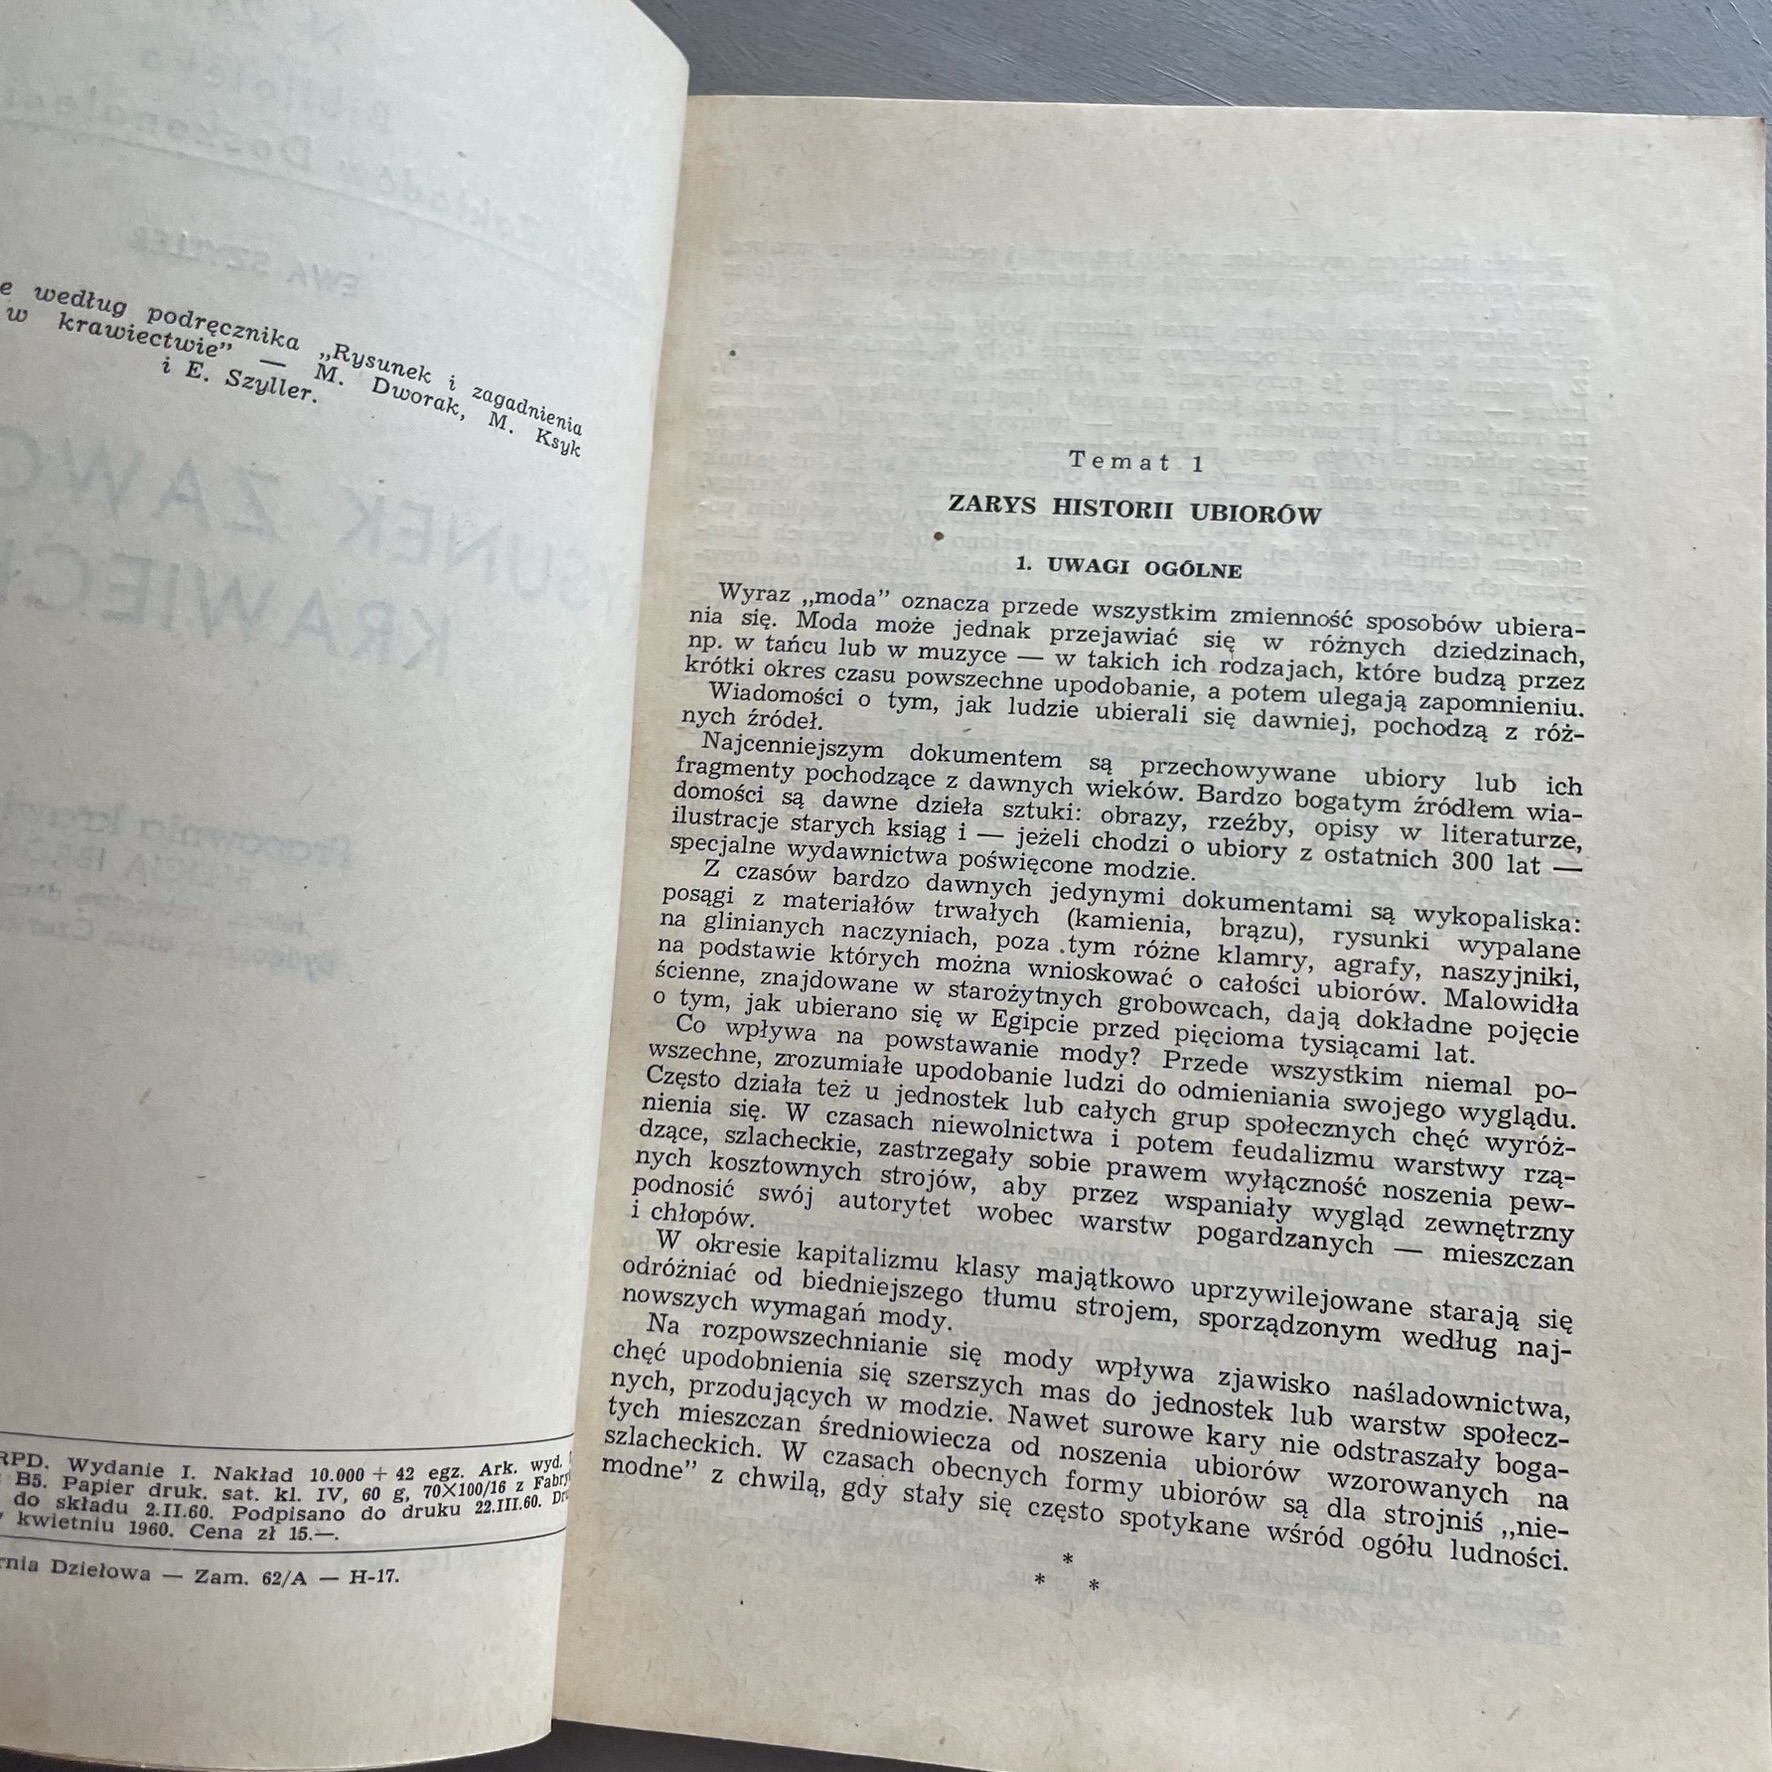 e według podręcznika „Rysunek i zagadnienia
w krawiectwie” — M. Dworak, M. Ksyk
i E. Szyller.
RPD. Wydanie I. Nakład 10.000 + 42 egz. Ark. wyd.
B5. Papier druk. sat. kl. IV, 60 g, 70×100/16 z Fabry
do składu 2.II.60. Podpisano do druku 22.III.60. Dr
kwietniu 1960. Cena zł 15.—.
rnia Dziełowa — Zam. 62/A — H-17.
Temat 1
ZARYS HISTORII UBIORÓW
1. UWAGI OGÓLNE
Wyraz „moda” oznacza przede wszystkim zmienność sposobów ubiera-
nia się. Moda może jednak przejawiać się w różnych dziedzinach,
np. w tańcu lub w muzyce — w takich ich rodzajach, które budzą przez
krótki okres czasu powszechne upodobanie, a potem ulegają zapomnieniu.
Wiadomości o tym, jak ludzie ubierali się dawniej, pochodzą z róż-
nych źródeł.
Najcenniejszym dokumentem są przechowywane ubiory lub ich
fragmenty pochodzące z dawnych wieków. Bardzo bogatym źródłem wia-
domości są dawne dzieła sztuki: obrazy, rzeźby, opisy w literaturze,
ilustracje starych ksiąg i — jeżeli chodzi o ubiory z ostatnich 300 lat —
specjalne wydawnictwa poświęcone modzie.
Z czasów bardzo dawnych jedynymi dokumentami są wykopaliska:
posągi z materiałów trwałych (kamienia, brązu), rysunki wypalane
na glinianych naczyniach, poza tym różne klamry, agrafy, naszyjniki,
na podstawie których można wnioskować o całości ubiorów. Malowidła
ścienne, znajdowane w starożytnych grobowcach, dają dokładne pojęcie
o tym, jak ubierano się w Egipcie przed pięcioma tysiącami lat.
Co wpływa na powstawanie mody? Przede wszystkim niemal po-
wszechne, zrozumiałe upodobanie ludzi do odmieniania swojego wyglądu.
Często działa też u jednostek lub całych grup społecznych chęć wyróż-
nienia się. W czasach niewolnictwa i potem feudalizmu warstwy rzą-
dzące, szlacheckie, zastrzegały sobie prawem wyłączność noszenia pew-
nych kosztownych strojów, aby przez wspaniały wygląd zewnętrzny
podnosić swój autorytet wobec warstw pogardzanych — mieszczan
i chłopów.
W okresie kapitalizmu klasy majątkowo uprzywilejowane starają się
odróżniać od biedniejszego tłumu strojem, sporządzonym według naj-
nowszych wymagań mody.
Na rozpowszechnianie się mody wpływa zjawisko naśladownictwa,
chęć upodobnienia się szerszych mas do jednostek lub warstw społecz-
nych, przodujących w modzie. Nawet surowe kary nie odstraszały boga-
tych mieszczan średniowiecza od noszenia ubiorów wzorowanych na
szlacheckich. W czasach obecnych formy ubiorów są dla strojniś „nie-
modne” z chwilą, gdy stały się często spotykane wśród ogółu ludności.
*
* *